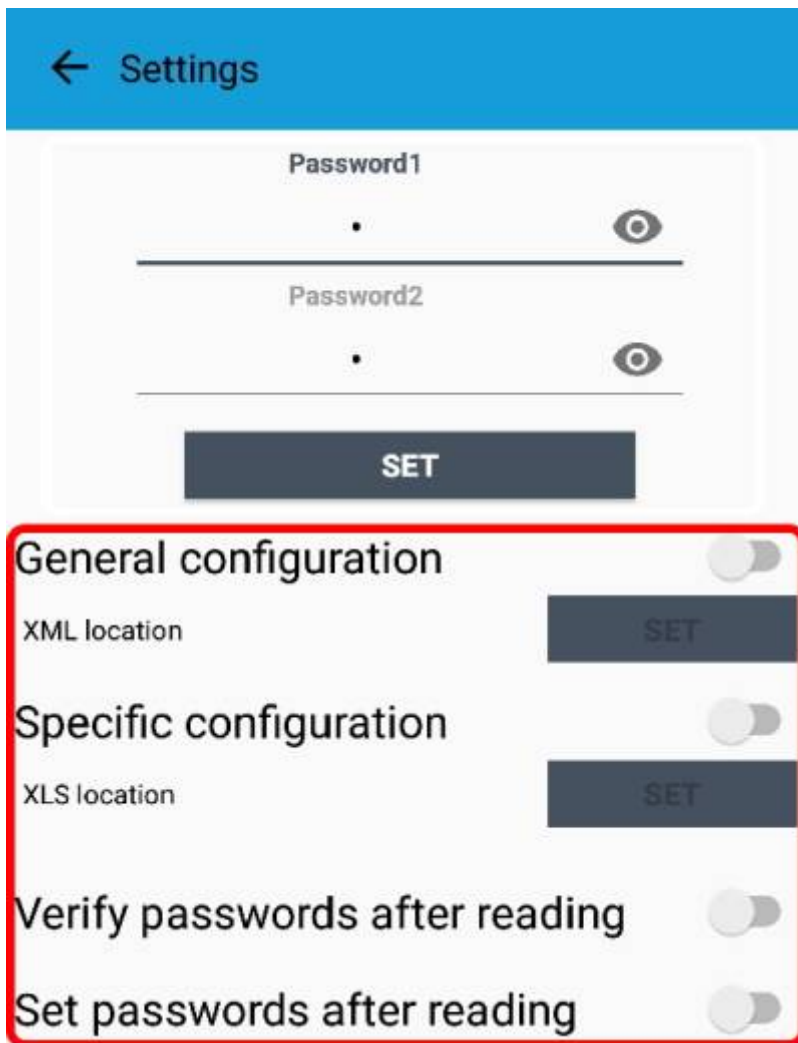 Settings
Password1
•
Password2
•
SET
General configuration
XML location
SET
Specific configuration
XLS location
SET
Verify passwords after reading
Set passwords after reading